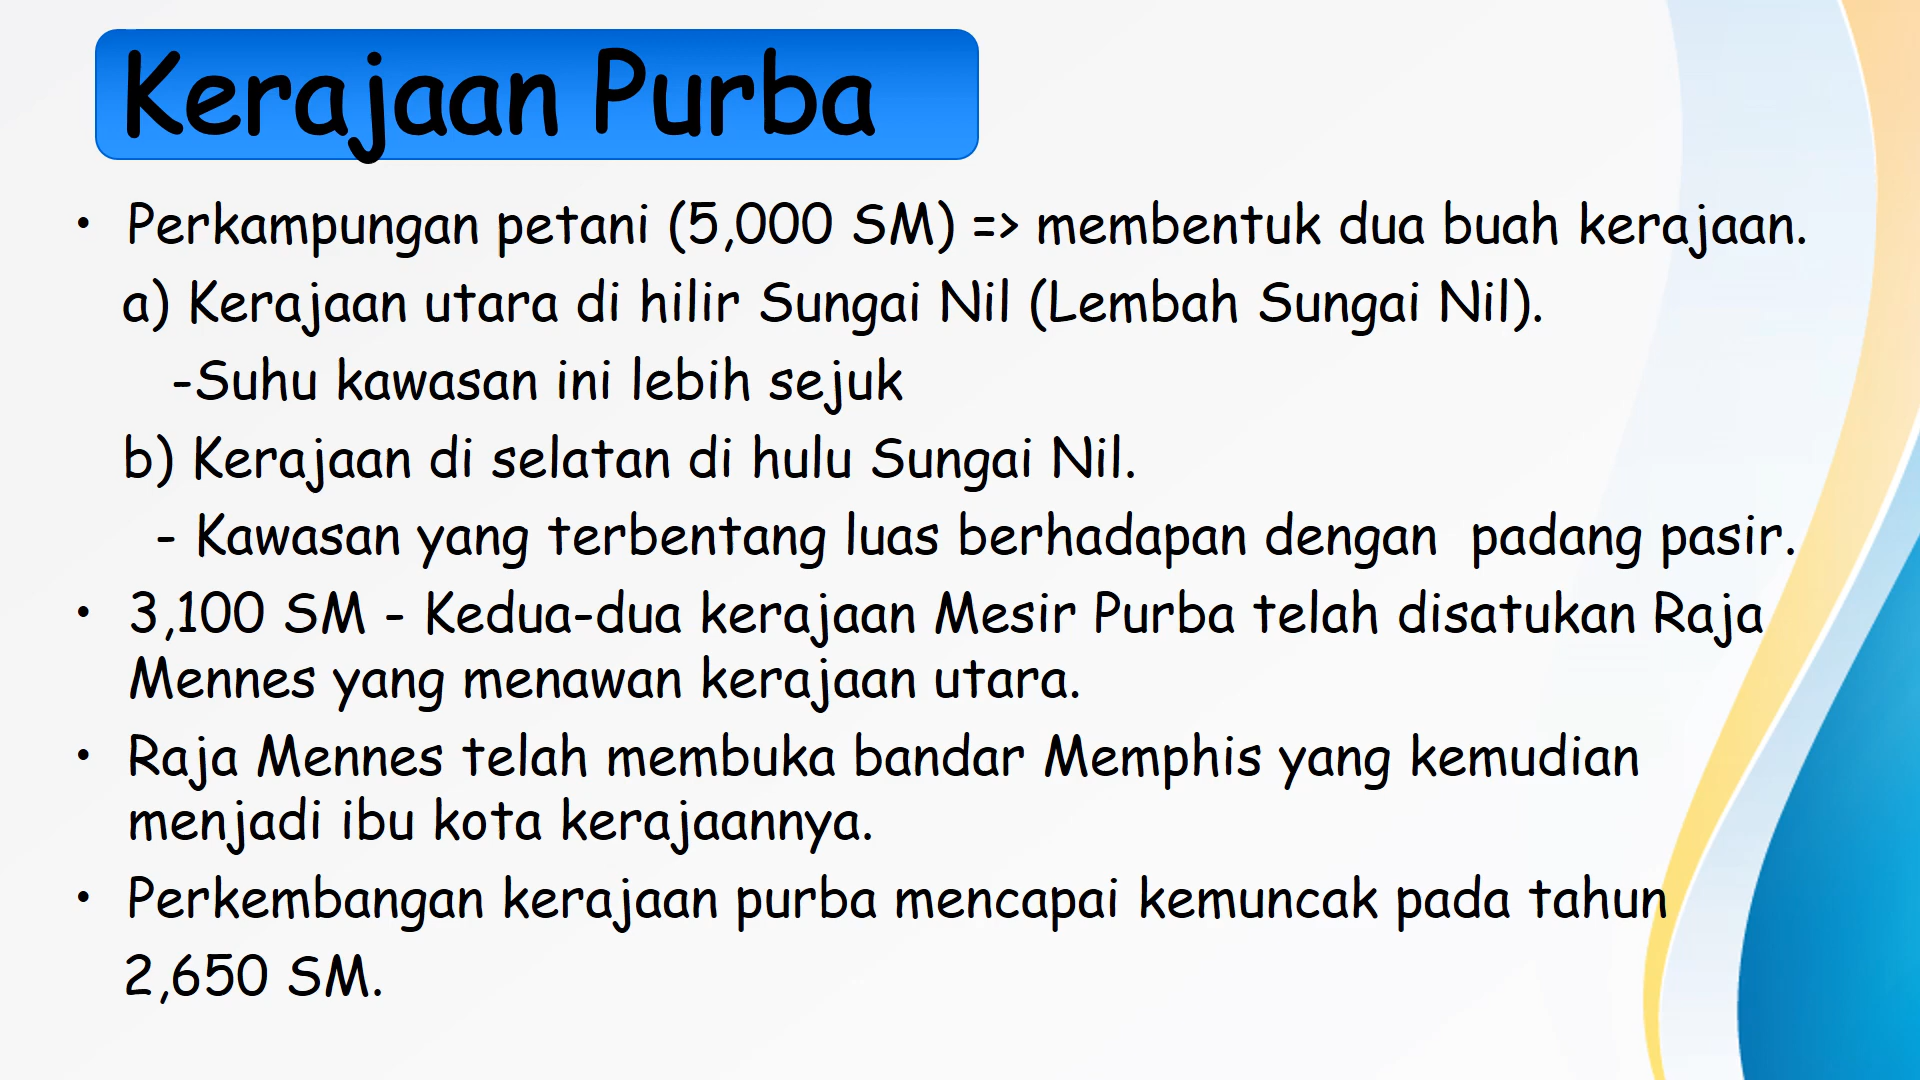 Kerajaan Purba
• Perkampungan petani (5,000 SM) => membentuk dua buah kerajaan.
a) Kerajaan utara di hilir Sungai Nil (Lembah Sungai Nil).
-Suhu kawasan ini lebih sejuk
b) Kerajaan di selatan di hulu Sungai Nil.
- Kawasan yang terbentang luas berhadapan dengan padang pasir.
• 3,100 SM - Kedua-dua kerajaan Mesir Purba telah disatukan Raja
Mennes yang menawan kerajaan utara.
• Raja Mennes telah membuka bandar Memphis yang kemudian
menjadi ibu kota kerajaannya.
• Perkembangan kerajaan purba mencapai kemuncak pada tahun
2,650 SM.